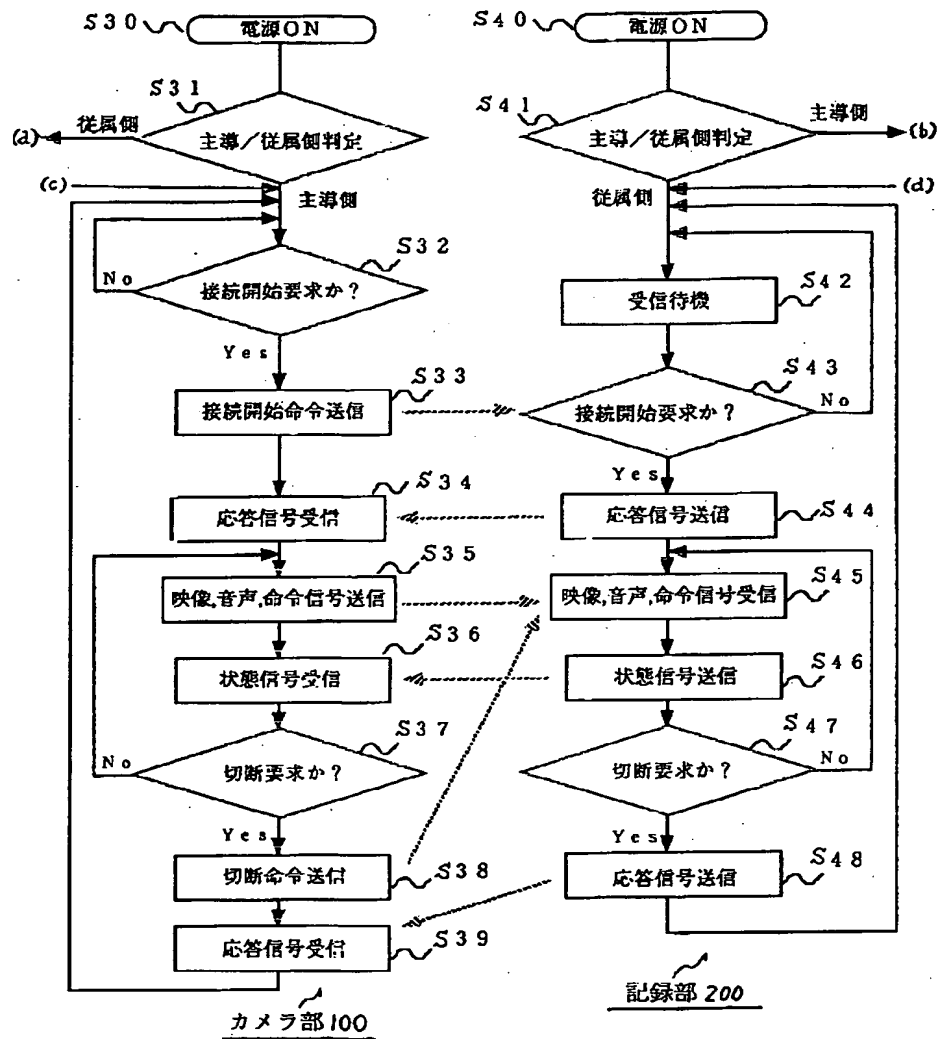 S30
電源ON
S31
従属側
(a)
主導/従属側判定
(c)
主導側
S32
No
接続開始要求か?
Yes
S33
接続開始命令送信
S34
応答信号受信
S35
映像,音声,命令信号送信
S36
状態信号受信
S37
No
切断要求か?
Yes
切断命令送信
S38
応答信号受信
S39
カメラ部100
S40
電源ON
S41
主導側
(b)
主導/従属側判定
(d)
従属側
受信待機
S42
S43
No
接続開始要求か?
Yes
応答信号送信
S44
S45
映像,音声,命令信号受信
状態信号送信
S46
S47
No
切断要求か?
Yes
応答信号送信
S48
記録部200